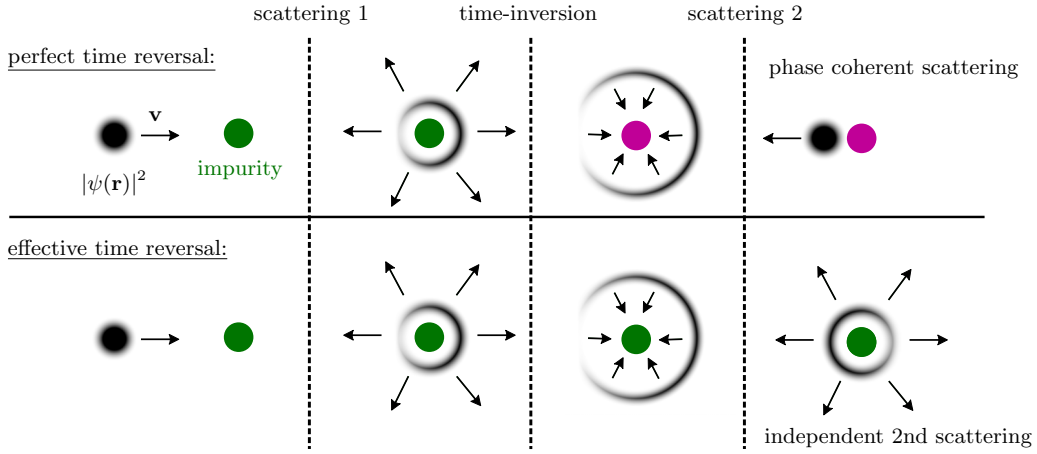 scattering 1 time-inversion scattering 2
perfect time reversal:
phase coherent scattering
v
impurity
|ψ(r)|²
effective time reversal:
independent 2nd scattering